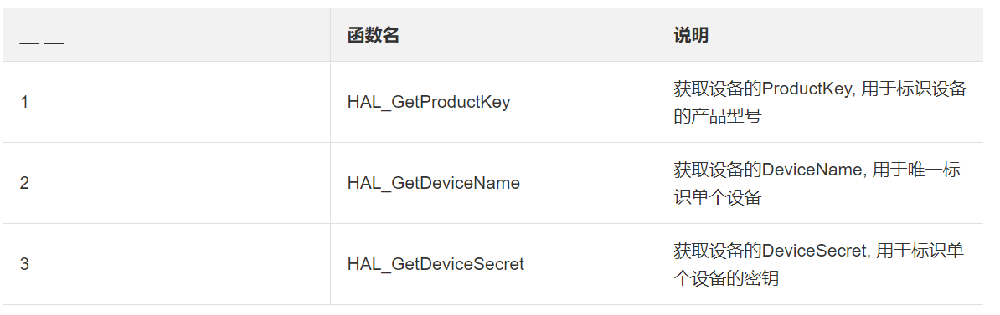 __ __ 函数名 说明
1 HAL_GetProductKey 获取设备的ProductKey, 用于标识设备
的产品型号
2 HAL_GetDeviceName 获取设备的DeviceName, 用于唯一标
识单个设备
3 HAL_GetDeviceSecret 获取设备的DeviceSecret, 用于标识单
个设备的密钥